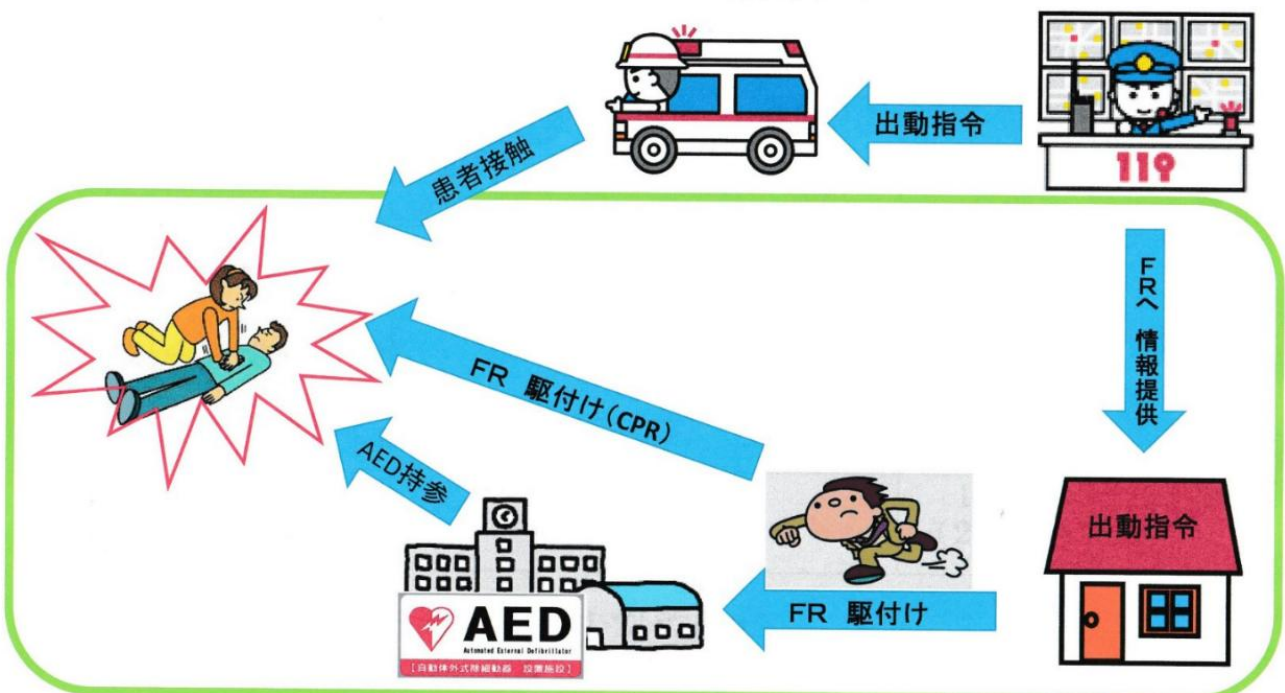 出動指令
119
患者接触
FRへ 情報提供
FR 駆付け(CPR)
AED持参
出動指令
FR 駆付け
AED
Automated External Defibrillator
【自動体外式除細動器 設置施設】